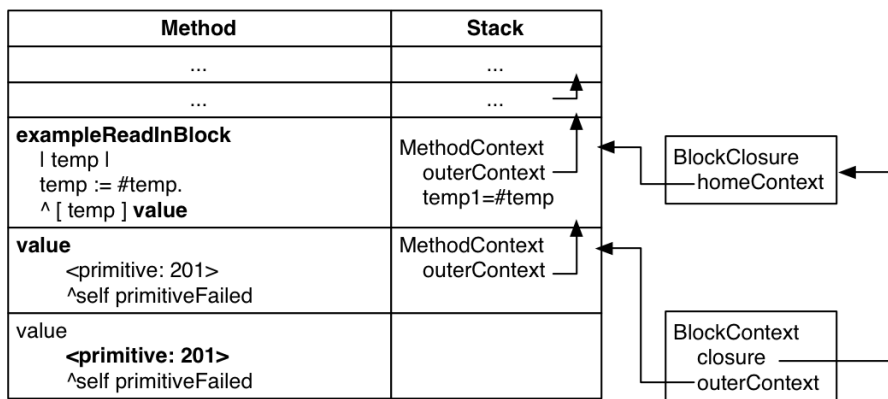 Method Stack
... ...
... ...
exampleReadInBlock
| temp |
temp := #temp.
^ [ temp ] value
MethodContext
outerContext
temp1=#temp
value
<primitive: 201>
^self primitiveFailed
MethodContext
outerContext
value
<primitive: 201>
^self primitiveFailed
BlockClosure
homeContext
BlockContext
closure
outerContext